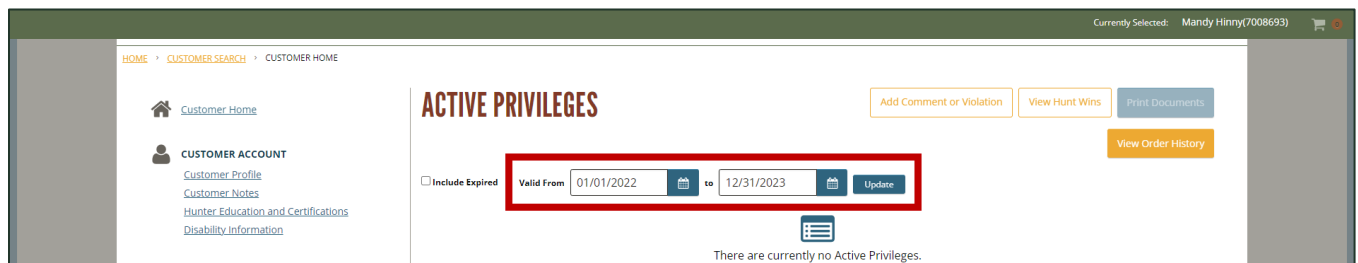 Currently Selected: Mandy Hinny(7008693) 0
HOME › CUSTOMER SEARCH › CUSTOMER HOME
Customer Home
CUSTOMER ACCOUNT
Customer Profile
Customer Notes
Hunter Education and Certifications
Disability Information
ACTIVE PRIVILEGES
Add Comment or Violation View Hunt Wins Print Documents
View Order History
Include Expired Valid From 01/01/2022 to 12/31/2023 Update
There are currently no Active Privileges.